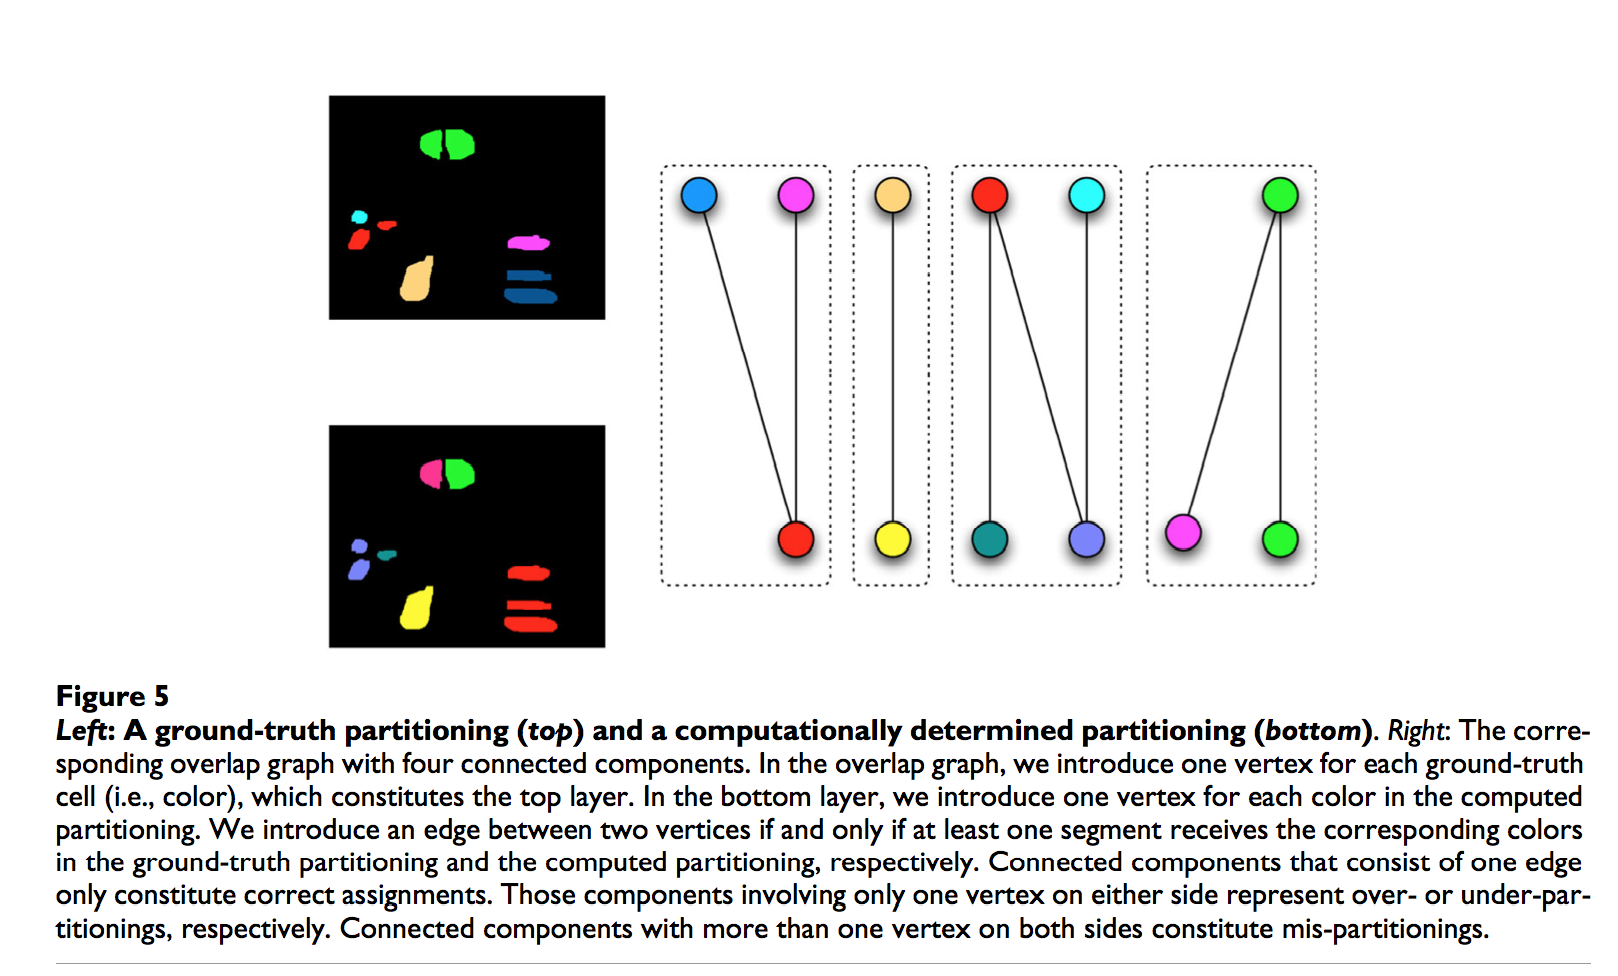 Figure 5
Left: A ground-truth partitioning (top) and a computationally determined partitioning (bottom). Right: The corre-
sponding overlap graph with four connected components. In the overlap graph, we introduce one vertex for each ground-truth
cell (i.e., color), which constitutes the top layer. In the bottom layer, we introduce one vertex for each color in the computed
partitioning. We introduce an edge between two vertices if and only if at least one segment receives the corresponding colors
in the ground-truth partitioning and the computed partitioning, respectively. Connected components that consist of one edge
only constitute correct assignments. Those components involving only one vertex on either side represent over- or under-par-
titionings, respectively. Connected components with more than one vertex on both sides constitute mis-partitionings.